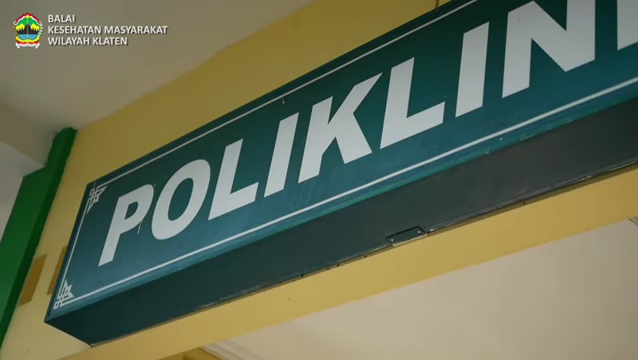 BALAI
KESEHATAN MASYARAKAT
WILAYAH KLATEN
POLIKLINI